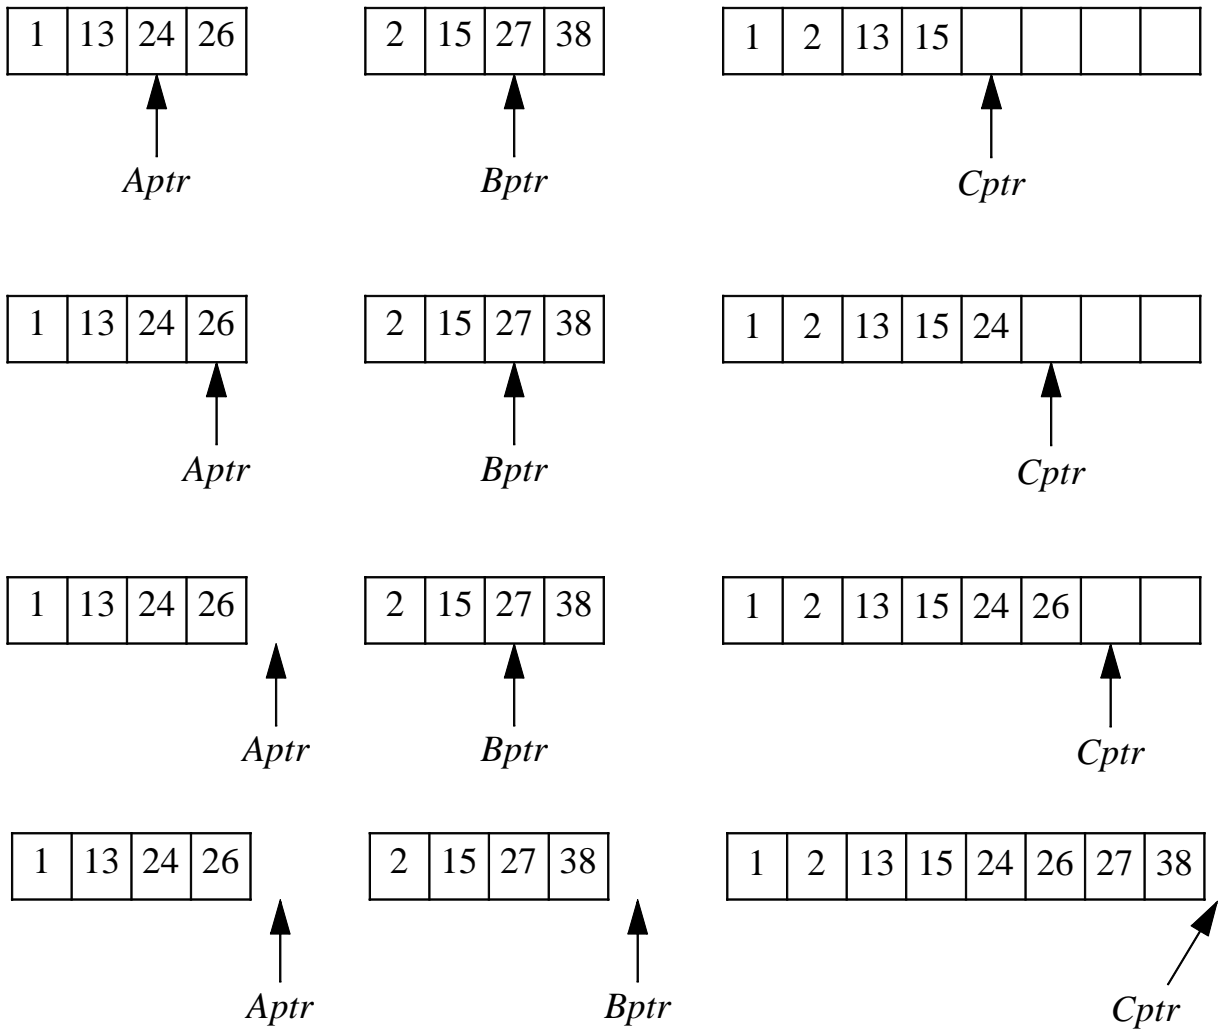 1 13 24 26 2 15 27 38 1 2 13 15
Aptr Bptr Cptr
1 13 24 26 2 15 27 38 1 2 13 15 24
Aptr Bptr Cptr
1 13 24 26 2 15 27 38 1 2 13 15 24 26
Aptr Bptr Cptr
1 13 24 26 2 15 27 38 1 2 13 15 24 26 27 38
Aptr Bptr Cptr